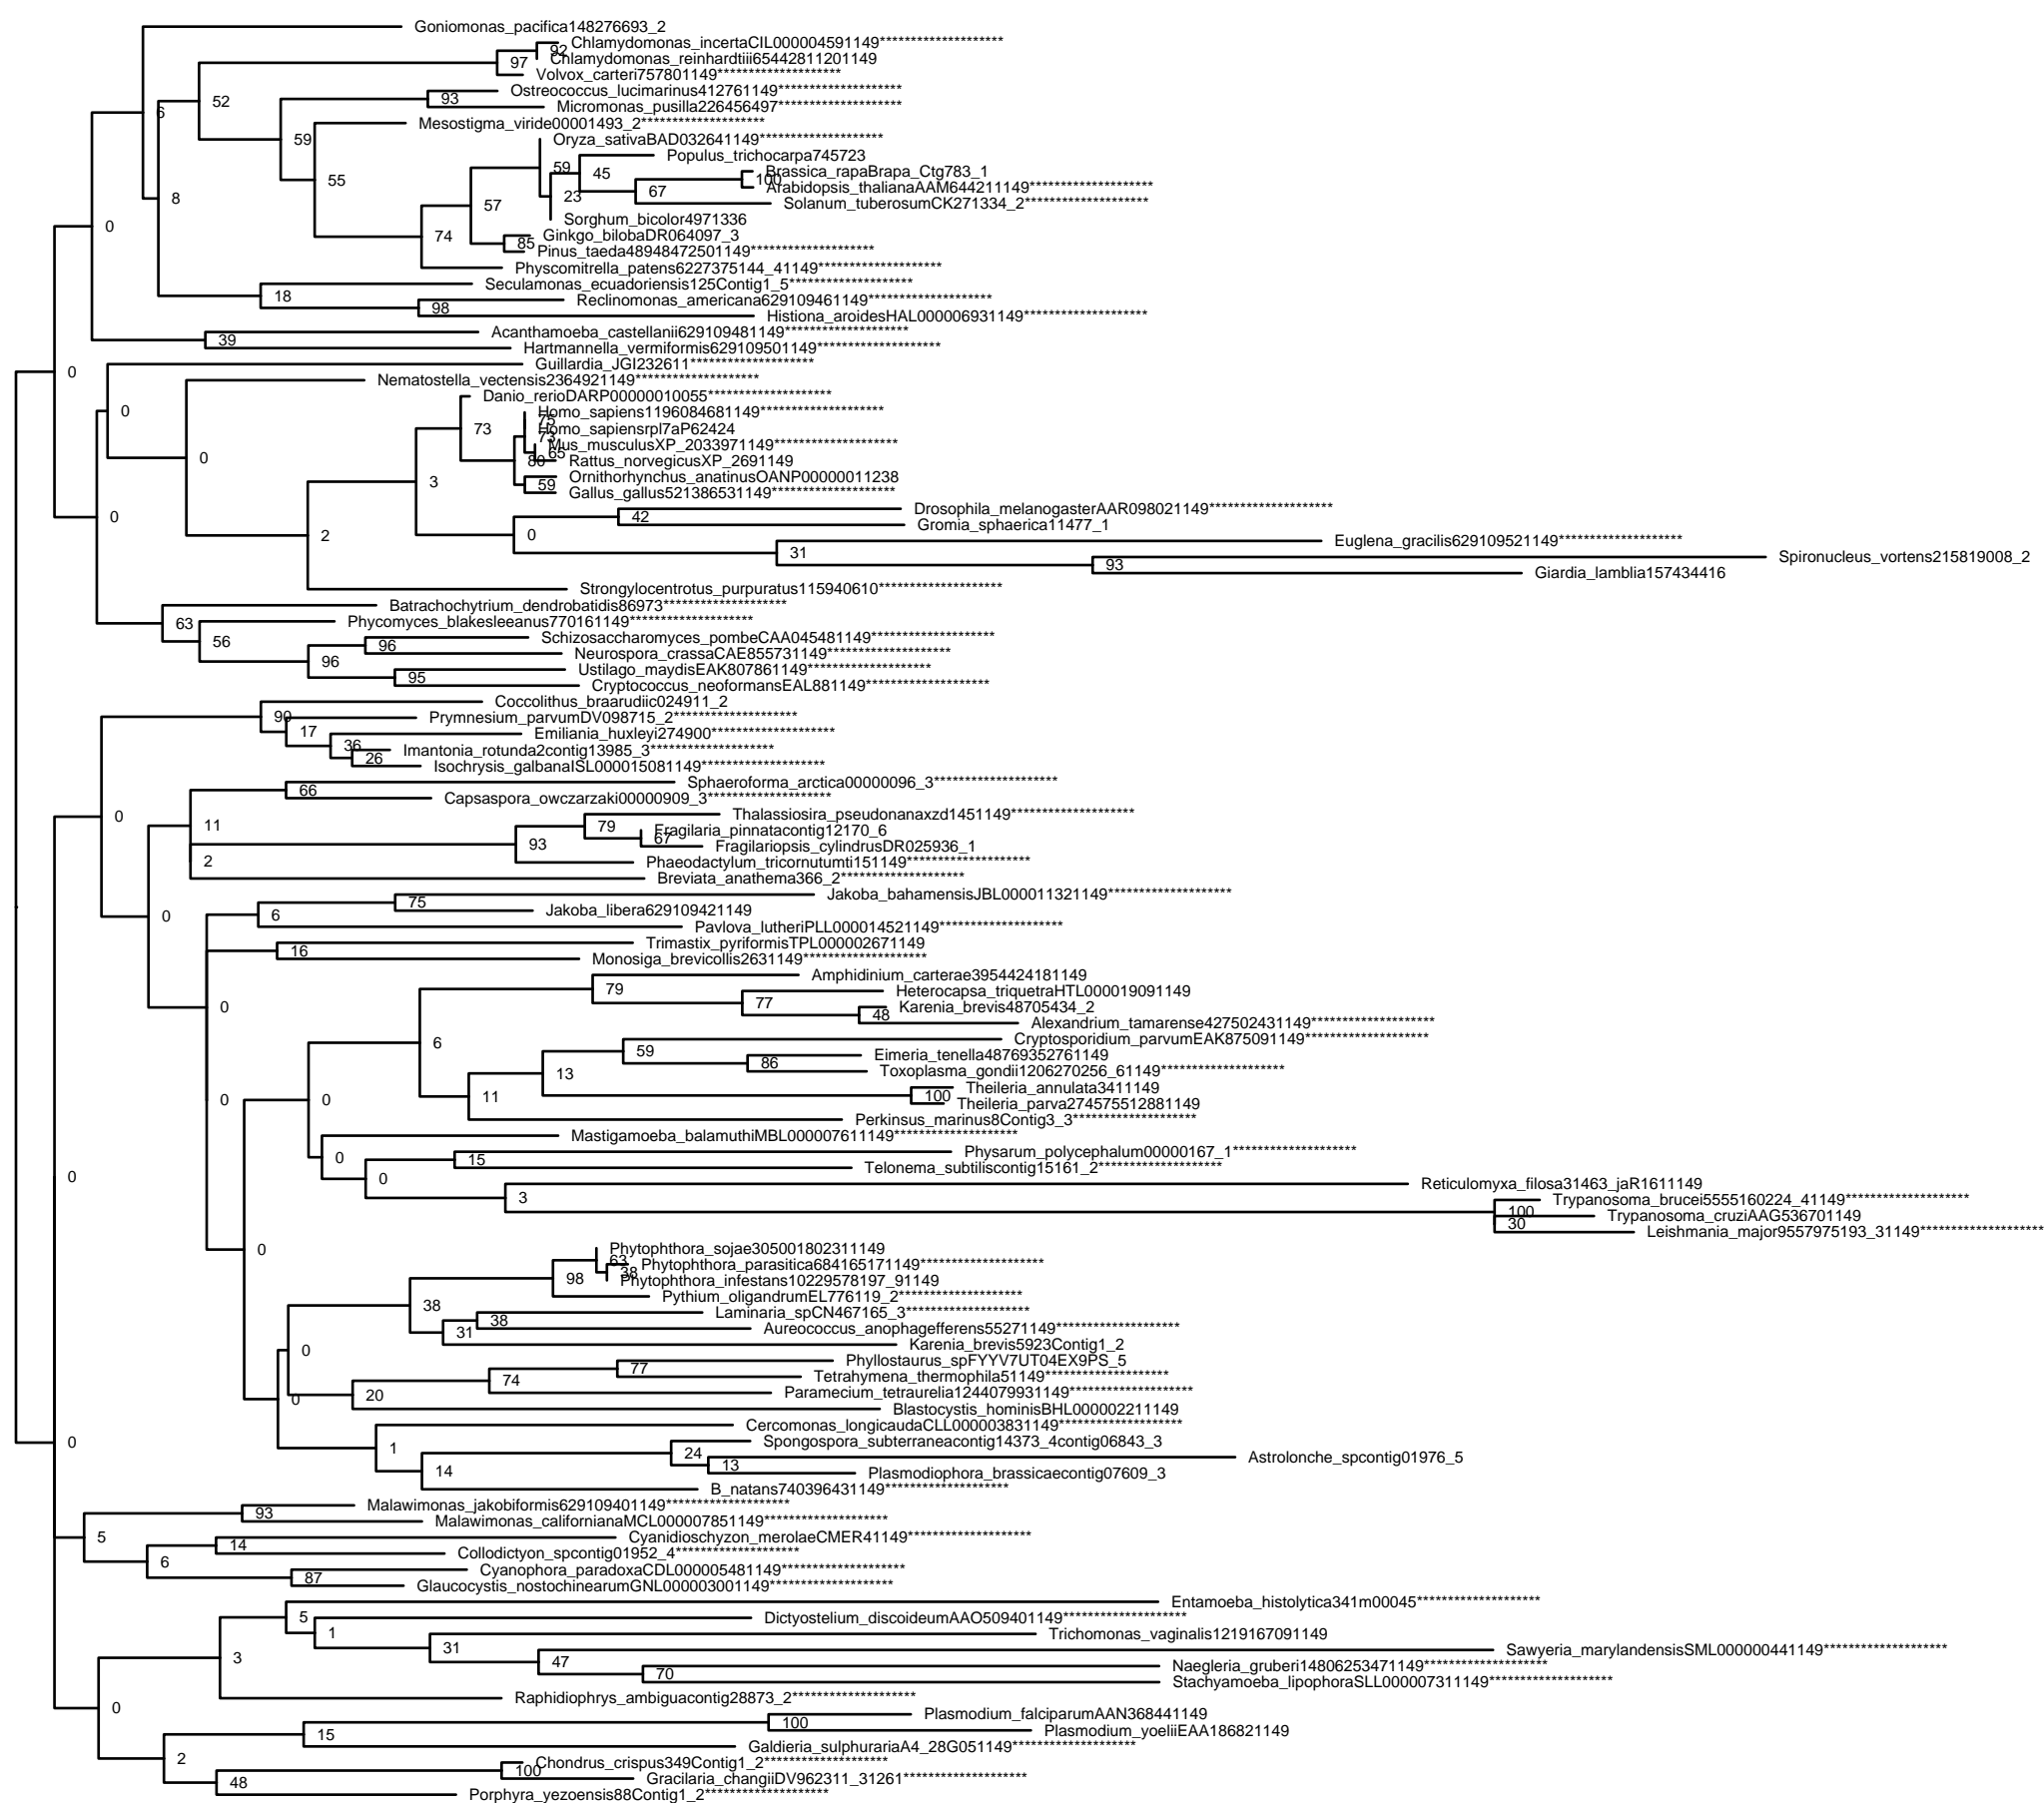 Goniomonas_pacifica148276693_2
Chlamydomonas_incertaCIL000004591149********************
92
Chlamydomonas_reinhardtiii65442811201149
97
Volvox_carteri757801149********************
Ostreococcus_lucimarinus412761149********************
93
52
Micromonas_pusilla226456497********************
6
Mesostigma_viride00001493_2********************
59
Oryza_sativaBAD032641149********************
Populus_trichocarpa745723
59
45
Brassica_rapaBrapa_Ctg783_1
55
100
Arabidopsis_thalianaAAM644211149********************
67
23
8
Solanum_tuberosumCK271334_2********************
57
Sorghum_bicolor4971336
0
74
Ginkgo_bilobaDR064097_3
85
Pinus_taeda48948472501149********************
Physcomitrella_patens6227375144_41149********************
Seculamonas_ecuadoriensis125Contig1_5********************
18
Reclinomonas_americana629109461149********************
98
Histiona_aroidesHAL000006931149********************
Acanthamoeba_castellanii629109481149********************
39
Hartmannella_vermiformis629109501149********************
Guillardia_JGI232611********************
0
Nematostella_vectensis2364921149********************
Danio_rerioDARP00000010055********************
0
Homo_sapiens1196084681149********************
75
73
Homo_sapiensrpl7aP62424
73
Mus_musculusXP_2033971149********************
65
0
80
Rattus_norvegicusXP_2691149
Ornithorhynchus_anatinusOANP00000011238
3
59
Gallus_gallus521386531149********************
Drosophila_melanogasterAAR098021149********************
0
42
Gromia_sphaerica11477_1
0
2
Euglena_gracilis629109521149********************
31
Spironucleus_vortens215819008_2
93
Giardia_lamblia157434416
Strongylocentrotus_purpuratus115940610********************
Batrachochytrium_dendrobatidis86973********************
63
Phycomyces_blakesleeanus770161149********************
56
Schizosaccharomyces_pombeCAA045481149********************
96
Neurospora_crassaCAE855731149********************
96
Ustilago_maydisEAK807861149********************
95
Cryptococcus_neoformansEAL881149********************
Coccolithus_braarudiic024911_2
90
Prymnesium_parvumDV098715_2********************
17
Emiliania_huxleyi274900********************
36
Imantonia_rotunda2contig13985_3********************
26
Isochrysis_galbanaISL000015081149********************
Sphaeroforma_arctica00000096_3********************
66
Capsaspora_owczarzaki00000909_3********************
0
Thalassiosira_pseudonanaxzd1451149********************
11
79
Fragilaria_pinnatacontig12170_6
67
93
Fragilariopsis_cylindrusDR025936_1
2
Phaeodactylum_tricornutumti151149********************
Breviata_anathema366_2********************
Jakoba_bahamensisJBL000011321149********************
75
0
6
Jakoba_libera629109421149
Pavlova_lutheriPLL000014521149********************
Trimastix_pyriformisTPL000002671149
16
Monosiga_brevicollis2631149********************
Amphidinium_carterae3954424181149
79
Heterocapsa_triquetraHTL000019091149
77
0
Karenia_brevis48705434_2
48
Alexandrium_tamarense427502431149********************
6
Cryptosporidium_parvumEAK875091149********************
59
Eimeria_tenella48769352761149
86
13
Toxoplasma_gondii1206270256_61149********************
Theileria_annulata3411149
0
0
11
100
Theileria_parva274575512881149
Perkinsus_marinus8Contig3_3********************
Mastigamoeba_balamuthiMBL000007611149********************
0
Physarum_polycephalum00000167_1********************
15
0
Telonema_subtiliscontig15161_2********************
0
Reticulomyxa_filosa31463_jaR1611149
3
Trypanosoma_brucei5555160224_41149********************
100
Trypanosoma_cruziAAG536701149
30
Leishmania_major9557975193_31149********************
0
Phytophthora_sojae305001802311149
63
Phytophthora_parasitica684165171149********************
38
98
Phytophthora_infestans10229578197_91149
Pythium_oligandrumEL776119_2********************
38
Laminaria_spCN467165_3********************
38
31
Aureococcus_anophagefferens55271149********************
0
Karenia_brevis5923Contig1_2
Phyllostaurus_spFYYV7UT04EX9PS_5
77
74
Tetrahymena_thermophila51149********************
0
20
Paramecium_tetraurelia1244079931149********************
Blastocystis_hominisBHL000002211149
Cercomonas_longicaudaCLL000003831149********************
0
1
Spongospora_subterraneacontig14373_4contig06843_3
24
Astrolonche_spcontig01976_5
13
14
Plasmodiophora_brassicaecontig07609_3
B_natans740396431149********************
Malawimonas_jakobiformis629109401149********************
93
Malawimonas_californianaMCL000007851149********************
5
Cyanidioschyzon_merolaeCMER41149********************
14
Collodictyon_spcontig01952_4********************
6
Cyanophora_paradoxaCDL000005481149********************
87
Glaucocystis_nostochinearumGNL000003001149********************
Entamoeba_histolytica341m00045********************
5
Dictyostelium_discoideumAAO509401149********************
1
Trichomonas_vaginalis1219167091149
31
3
Sawyeria_marylandensisSML000000441149********************
47
Naegleria_gruberi14806253471149********************
70
Stachyamoeba_lipophoraSLL000007311149********************
Raphidiophrys_ambiguacontig28873_2********************
0
Plasmodium_falciparumAAN368441149
100
15
Plasmodium_yoeliiEAA186821149
Galdieria_sulphurariaA4_28G051149********************
2
Chondrus_crispus349Contig1_2********************
100
Gracilaria_changiiDV962311_31261********************
48
Porphyra_yezoensis88Contig1_2********************